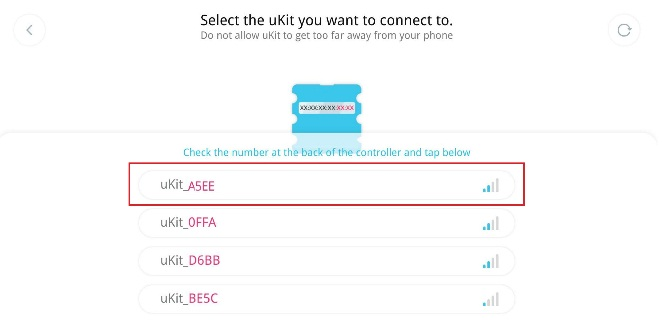 Select the uKit you want to connect to.
Do not allow uKit to get too far away from your phone
XX:XX:XX:XX:XX:XX
Check the number at the back of the controller and tap below
uKit_A5EE
uKit_0FFA
uKit_D6BB
uKit_BE5C